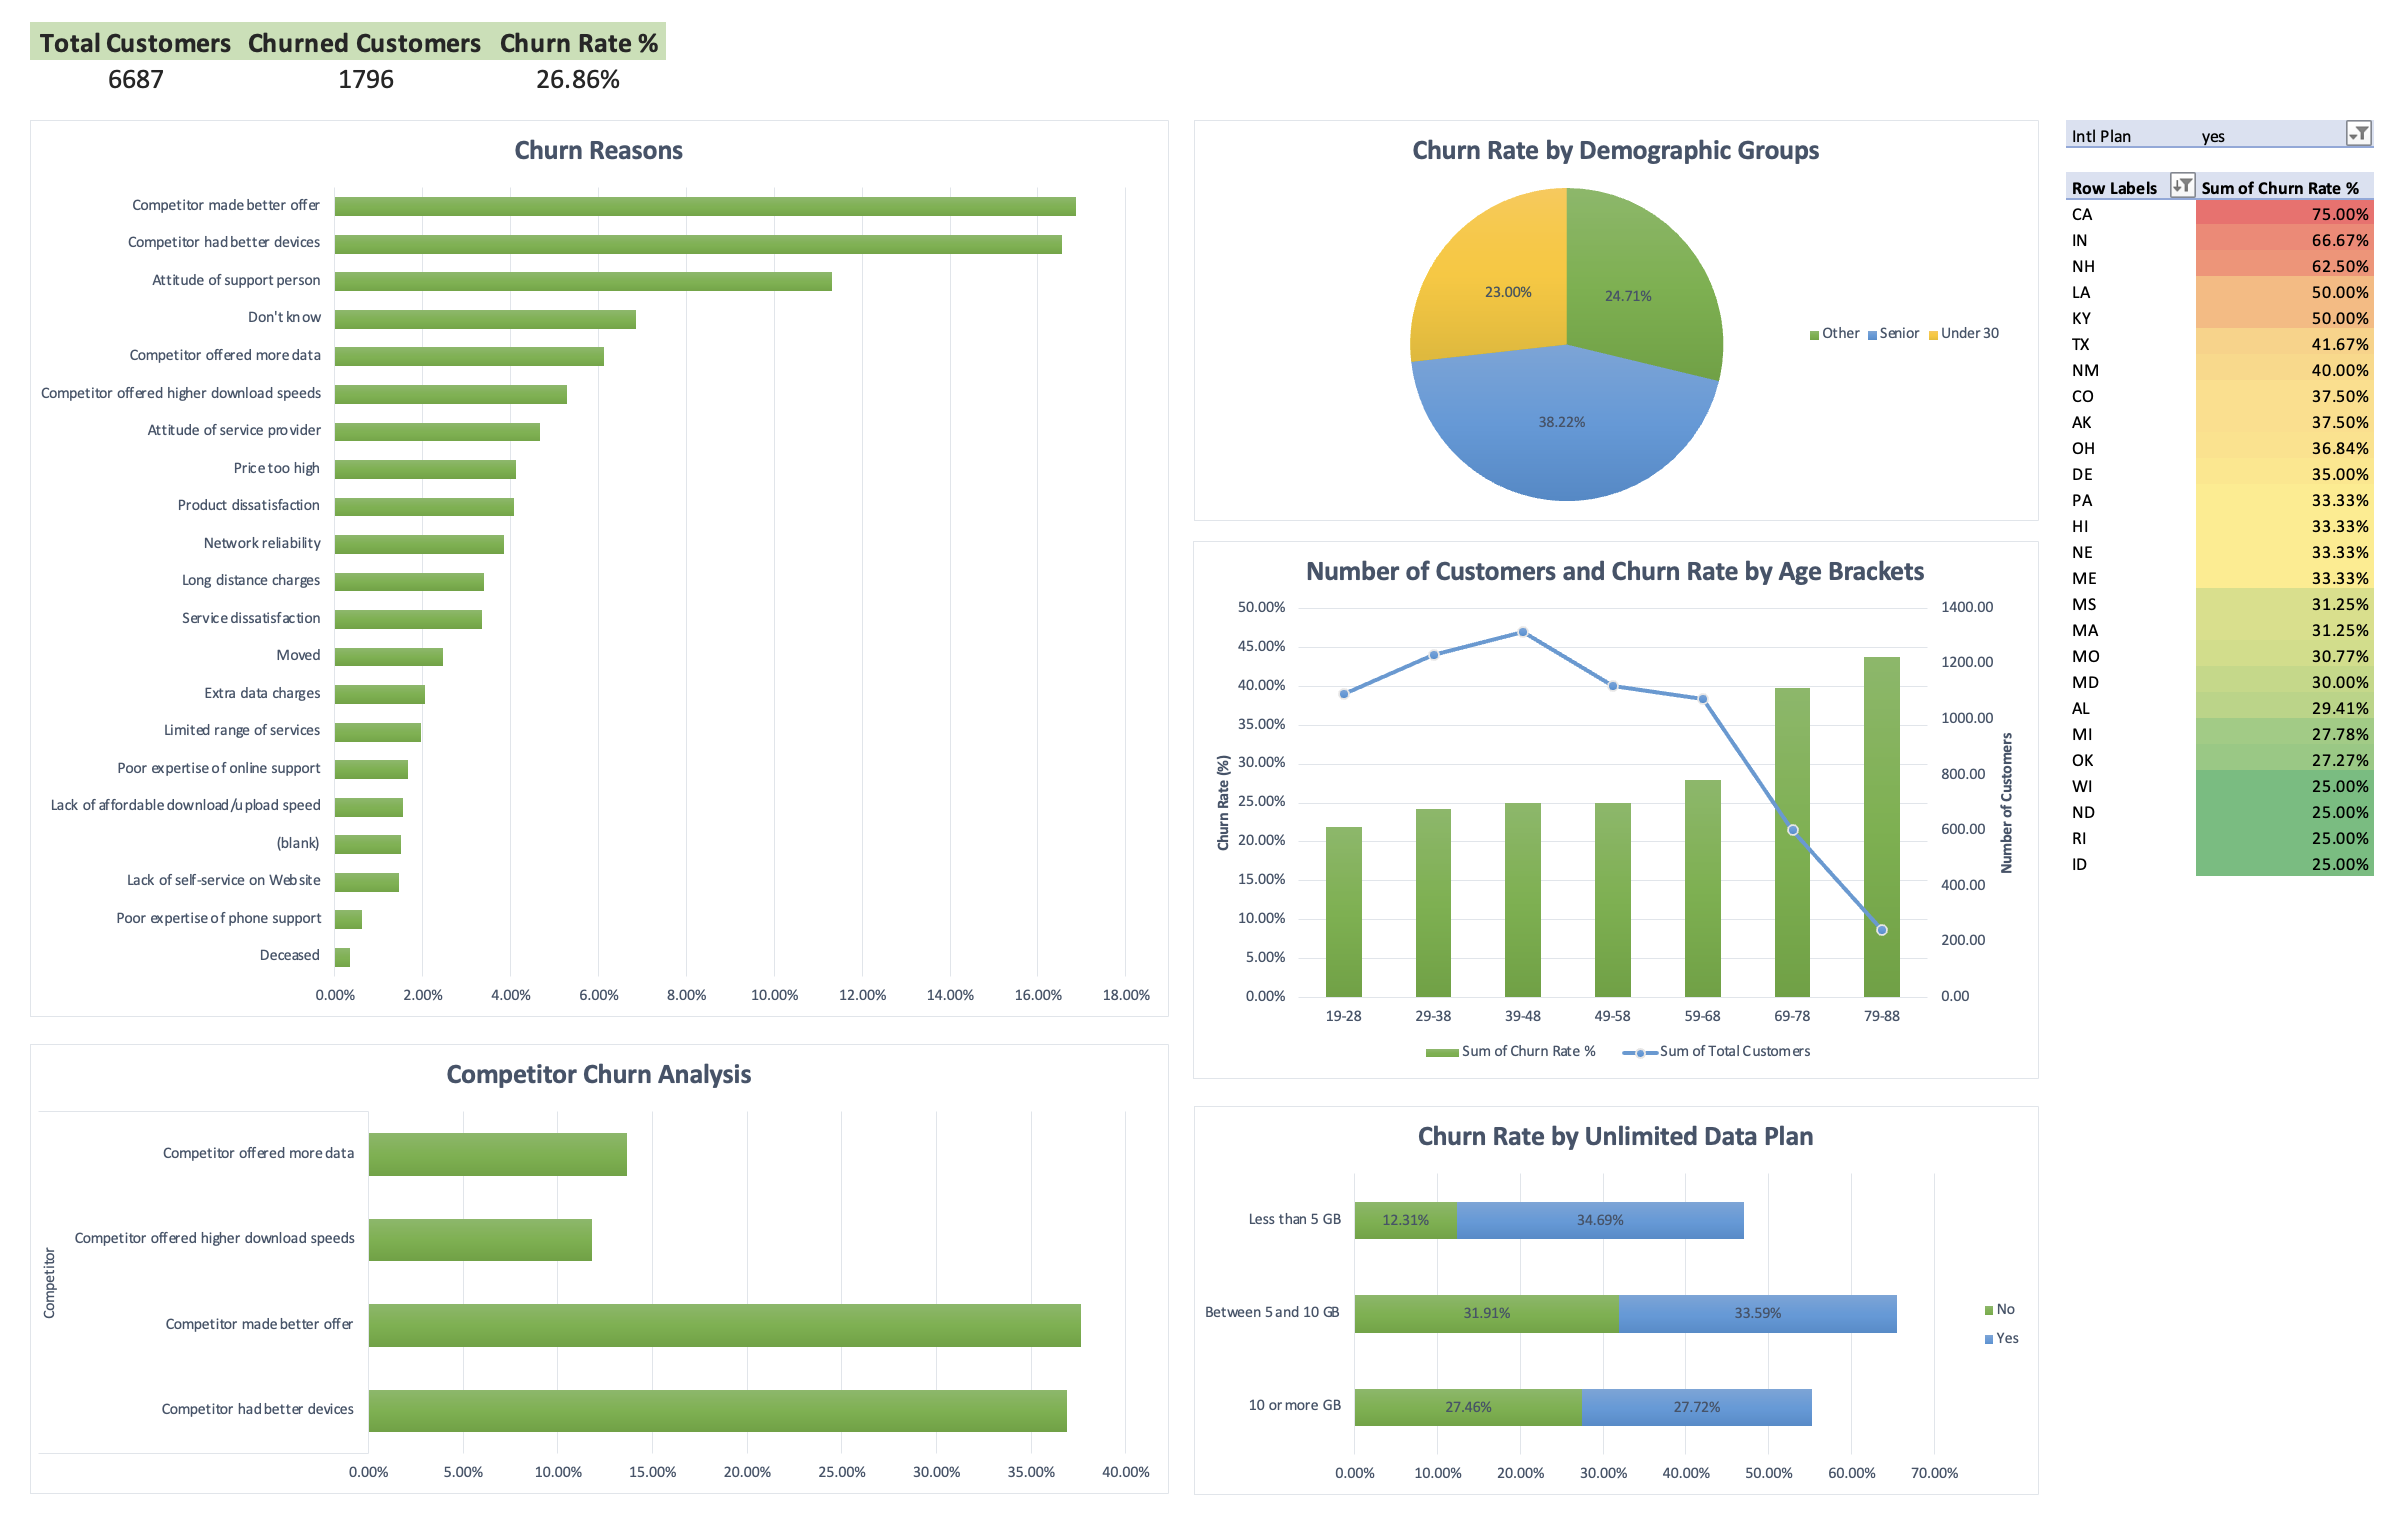 Total Customers Churned Customers Churn Rate %
6687 1796 26.86%
Churn Reasons
Competitor made better offer
Competitor had better devices
Attitude of support person
Don't know
Competitor offered more data
Competitor offered higher download speeds
Attitude of service provider
Price too high
Product dissatisfaction
Network reliability
Long distance charges
Service dissatisfaction
Moved
Extra data charges
Limited range of services
Poor expertise of online support
Lack of affordable download/upload speed
(blank)
Lack of self-service on Website
Poor expertise of phone support
Deceased
0.00% 2.00% 4.00% 6.00% 8.00% 10.00% 12.00% 14.00% 16.00% 18.00%
Competitor Churn Analysis
Competitor
Competitor offered more data
Competitor offered higher download speeds
Competitor made better offer
Competitor had better devices
0.00% 5.00% 10.00% 15.00% 20.00% 25.00% 30.00% 35.00% 40.00%
Churn Rate by Demographic Groups
23.00% 24.71%
38.22%
Other Senior Under 30
Number of Customers and Churn Rate by Age Brackets
Churn Rate (%)
50.00%
45.00%
40.00%
35.00%
30.00%
25.00%
20.00%
15.00%
10.00%
5.00%
0.00%
1400.00
1200.00
1000.00
800.00
600.00
400.00
200.00
0.00
Number of Customers
19-28 29-38 39-48 49-58 59-68 69-78 79-88
Sum of Churn Rate % Sum of Total Customers
Churn Rate by Unlimited Data Plan
Less than 5 GB 12.31% 34.69%
Between 5 and 10 GB 31.91% 33.59%
10 or more GB 27.46% 27.72%
No
Yes
0.00% 10.00% 20.00% 30.00% 40.00% 50.00% 60.00% 70.00%
Intl Plan yes
Row Labels Sum of Churn Rate %
CA 75.00%
IN 66.67%
NH 62.50%
LA 50.00%
KY 50.00%
TX 41.67%
NM 40.00%
CO 37.50%
AK 37.50%
OH 36.84%
DE 35.00%
PA 33.33%
HI 33.33%
NE 33.33%
ME 33.33%
MS 31.25%
MA 31.25%
MO 30.77%
MD 30.00%
AL 29.41%
MI 27.78%
OK 27.27%
WI 25.00%
ND 25.00%
RI 25.00%
ID 25.00%